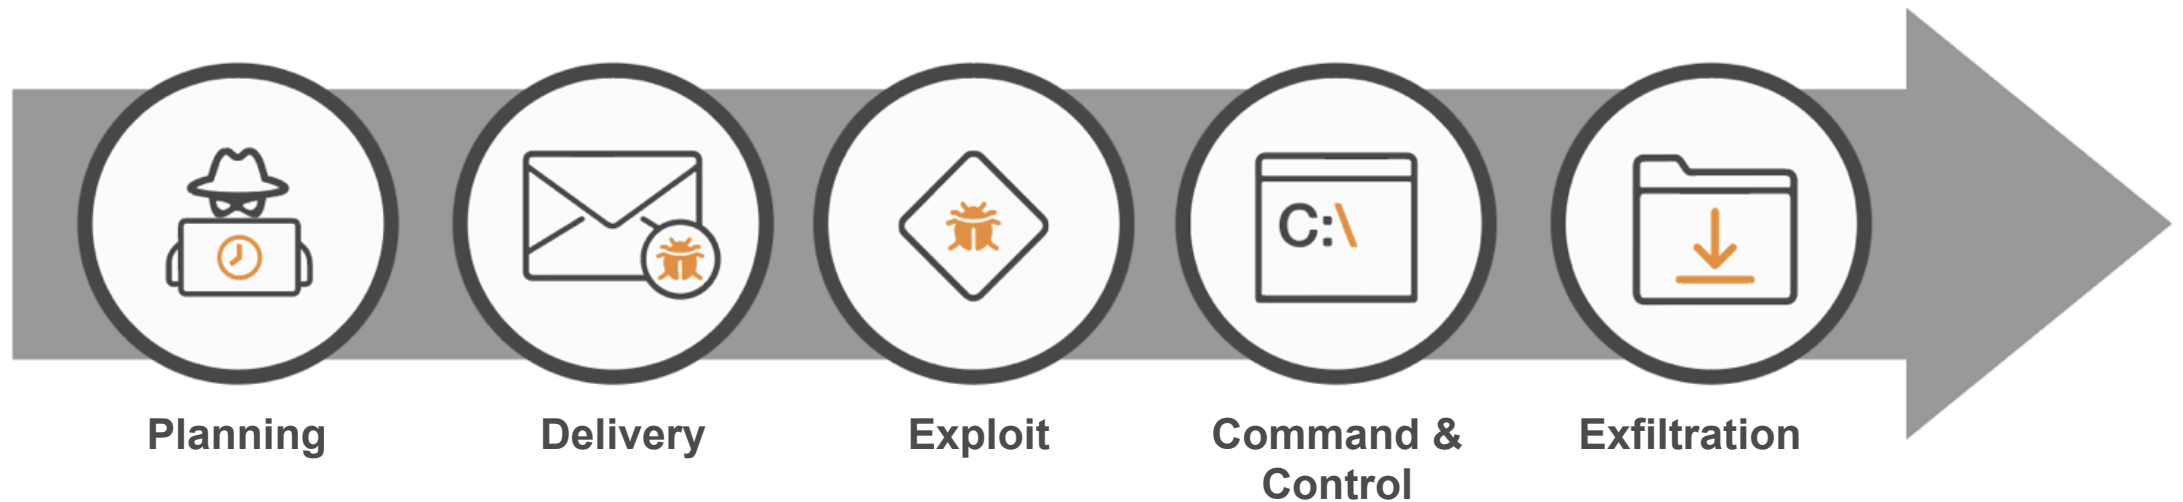 C:\
Planning
Delivery
Exploit
Command &
Control
Exfiltration